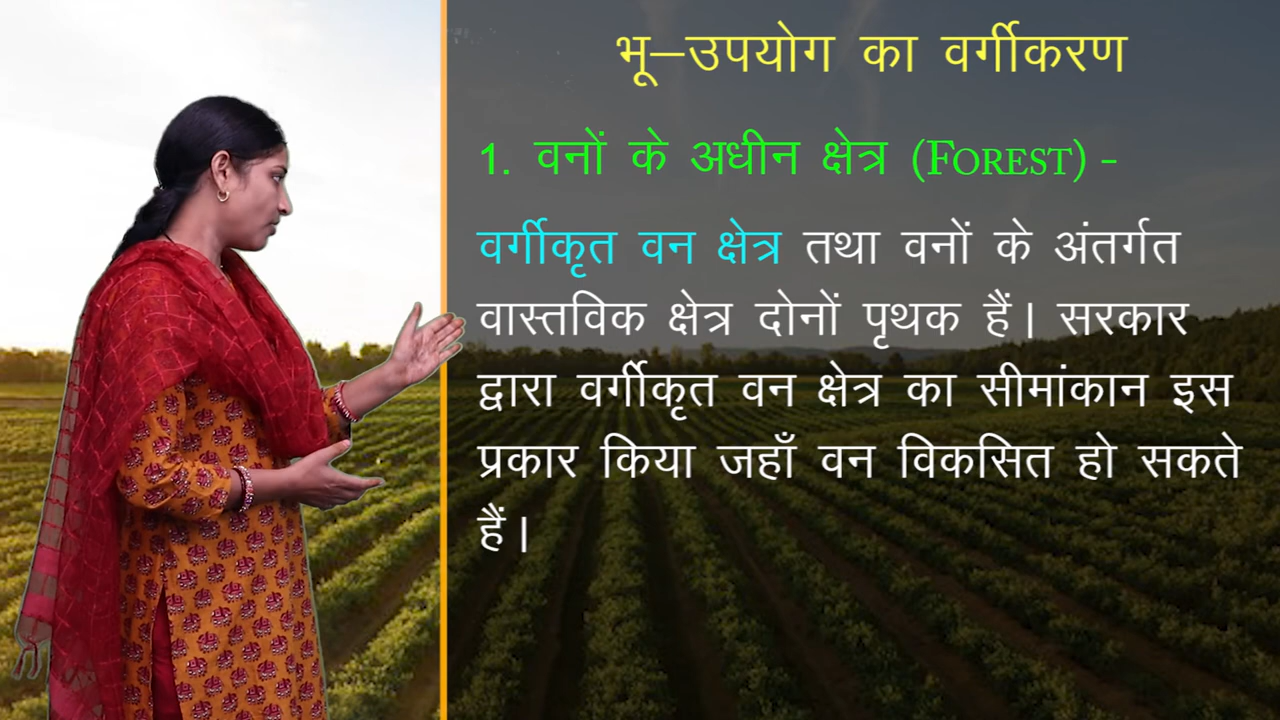 भू–उपयोग का वर्गीकरण
1. वनों के अधीन क्षेत्र (FOREST) -
वर्गीकृत वन क्षेत्र तथा वनों के अंतर्गत
वास्तविक क्षेत्र दोनों पृथक हैं। सरकार
द्वारा वर्गीकृत वन क्षेत्र का सीमांकान इस
प्रकार किया जहाँ वन विकसित हो सकते
हैं।